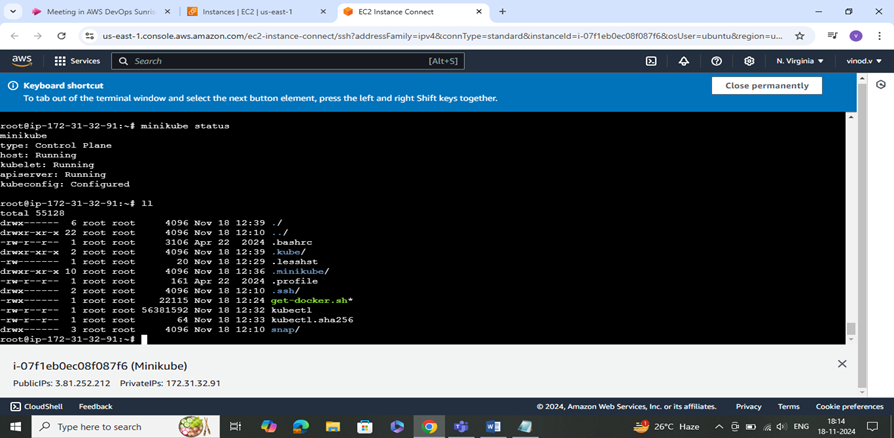 Meeting in AWS DevOps Sunris
Instances | EC2 | us-east-1
EC2 Instance Connect
us-east-1.console.aws.amazon.com/ec2-instance-connect/ssh?addressFamily=ipv4&connType=standard&instanceId=i-07f1eb0ec08f087f6&osUser=ubuntu&region=u...
V
aws
Services
Search
[Alt+S]
N. Virginia
vinod.v
Keyboard shortcut
To tab out of the terminal window and select the next button element, press the left and right Shift keys together.
Close permanently
root@ip-172-31-32-91:~# minikube status
minikube
type: Control Plane
host: Running
kubelet: Running
apiserver: Running
kubeconfig: Configured
root@ip-172-31-32-91:~# ll
total 55128
drwx------ 6 root root 4096 Nov 18 12:39 ./
drwxr-xr-x 22 root root 4096 Nov 18 12:10 ../
-rw-r--r-- 1 root root 3106 Apr 22 2024 .bashrc
drwxr-xr-x 2 root root 4096 Nov 18 12:39 .kube/
-rw------- 1 root root 20 Nov 18 12:29 .lesshst
drwxr-xr-x 10 root root 4096 Nov 18 12:36 .minikube/
-rw-r--r-- 1 root root 161 Apr 22 2024 .profile
drwx------ 2 root root 4096 Nov 18 12:10 .ssh/
-rwx------ 1 root root 22115 Nov 18 12:24 get-docker.sh*
-rw-r--r-- 1 root root 56381592 Nov 18 12:32 kubectl
-rw-r--r-- 1 root root 64 Nov 18 12:33 kubectl.sha256
drwx------ 3 root root 4096 Nov 18 12:10 snap/
root@ip-172-31-32-91:~#
i-07f1eb0ec08f087f6 (Minikube)
PublicIPs: 3.81.252.212 PrivateIPs: 172.31.32.91
CloudShell
Feedback
© 2024, Amazon Web Services, Inc. or its affiliates.
Privacy
Terms
Cookie preferences
Type here to search
26°C Haze
ENG
18:14
18-11-2024